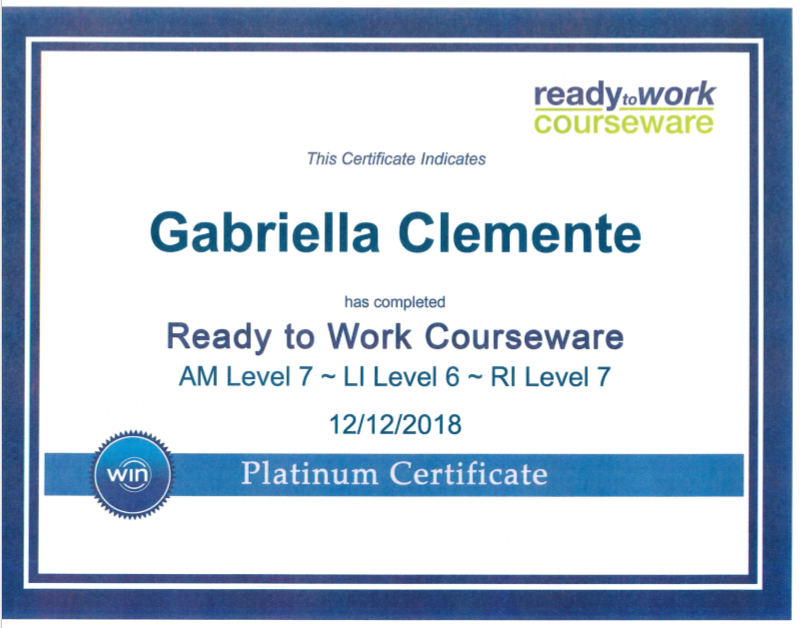 readytowork
courseware
This Certificate Indicates
Gabriella Clemente
has completed
Ready to Work Courseware
AM Level 7 ~ LI Level 6 ~ RI Level 7
12/12/2018
win
Platinum Certificate